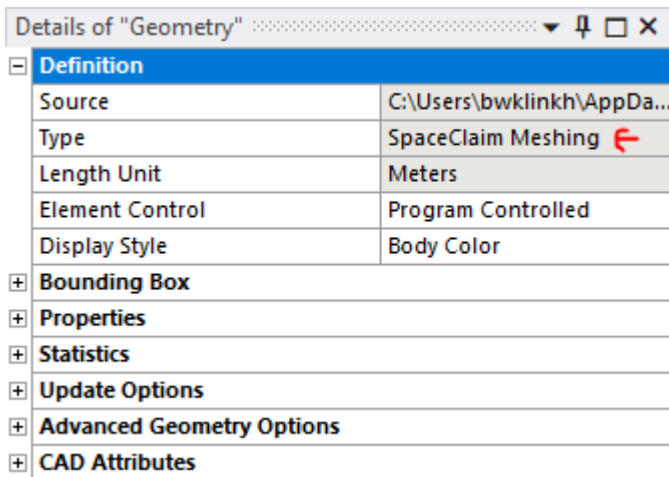 Details of "Geometry"
Definition
Source C:\Users\bwklinkh\AppDa...
Type SpaceClaim Meshing
Length Unit Meters
Element Control Program Controlled
Display Style Body Color
Bounding Box
Properties
Statistics
Update Options
Advanced Geometry Options
CAD Attributes